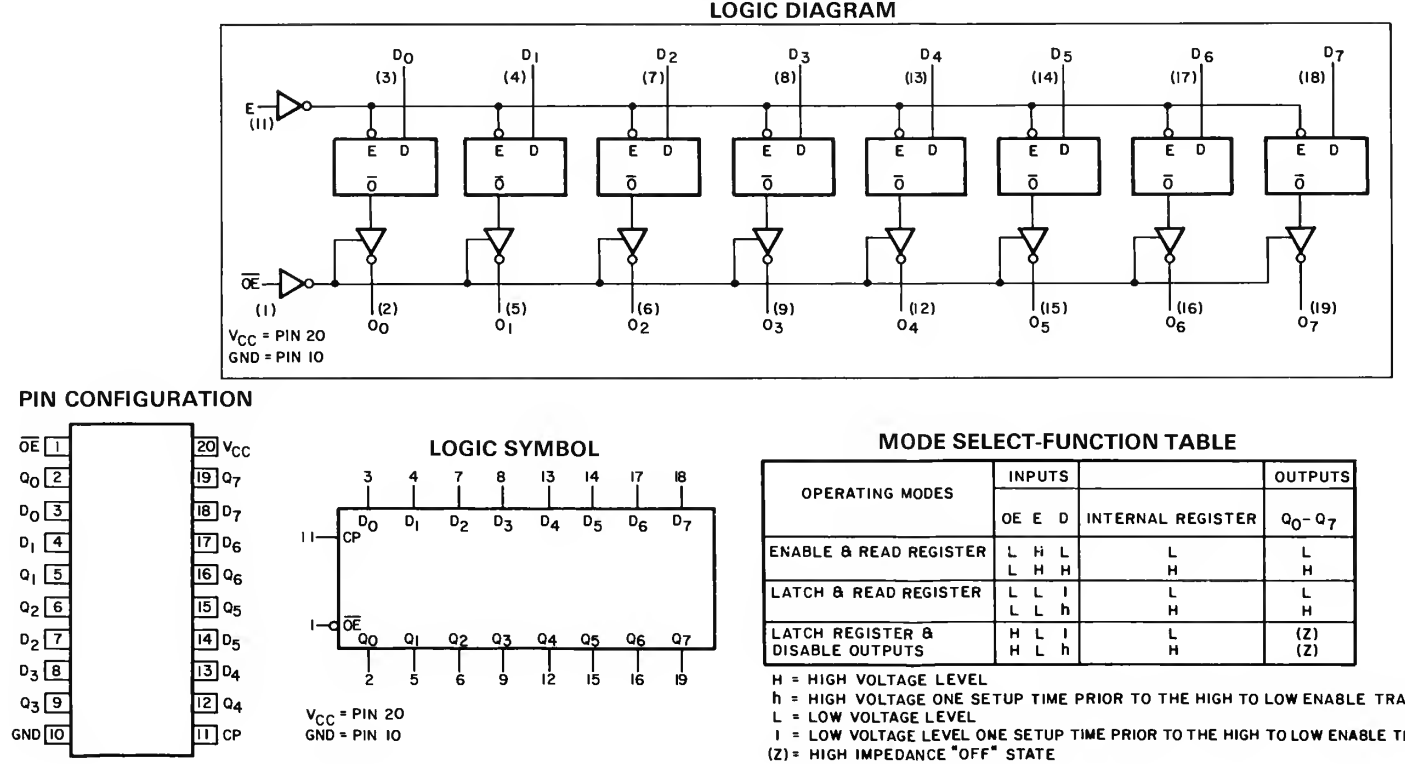 LOGIC DIAGRAM
D0 D1 D2 D3 D4 D5 D6 D7
(3) (4) (7) (8) (13) (14) (17) (18)
E
(11)
E D E D E D E D E D E D E D E D
O̅ O̅ O̅ O̅ O̅ O̅ O̅ O̅
O̅E̅
(1) (2) (5) (6) (9) (12) (15) (16) (19)
O0 O1 O2 O3 O4 O5 O6 O7
VCC = PIN 20
GND = PIN 10
PIN CONFIGURATION
O̅E̅ 1 20 VCC
Q0 2 19 Q7
D0 3 18 D7
D1 4 17 D6
Q1 5 16 Q6
Q2 6 15 Q5
D2 7 14 D5
D3 8 13 D4
Q3 9 12 Q4
GND 10 11 CP
LOGIC SYMBOL
3 4 7 8 13 14 17 18
D0 D1 D2 D3 D4 D5 D6 D7
11 CP
1 O̅E̅
Q0 Q1 Q2 Q3 Q4 Q5 Q6 Q7
2 5 6 9 12 15 16 19
VCC = PIN 20
GND = PIN 10
MODE SELECT-FUNCTION TABLE
OPERATING MODES INPUTS OUTPUTS
OE E D INTERNAL REGISTER Q0-Q7
ENABLE & READ REGISTER L H L L L
L H H H H
LATCH & READ REGISTER L L l L L
L L h H H
LATCH REGISTER & H L l L (Z)
DISABLE OUTPUTS H L h H (Z)
H = HIGH VOLTAGE LEVEL
h = HIGH VOLTAGE ONE SETUP TIME PRIOR TO THE HIGH TO LOW ENABLE TRA
L = LOW VOLTAGE LEVEL
l = LOW VOLTAGE LEVEL ONE SETUP TIME PRIOR TO THE HIGH TO LOW ENABLE
(Z) = HIGH IMPEDANCE "OFF" STATE